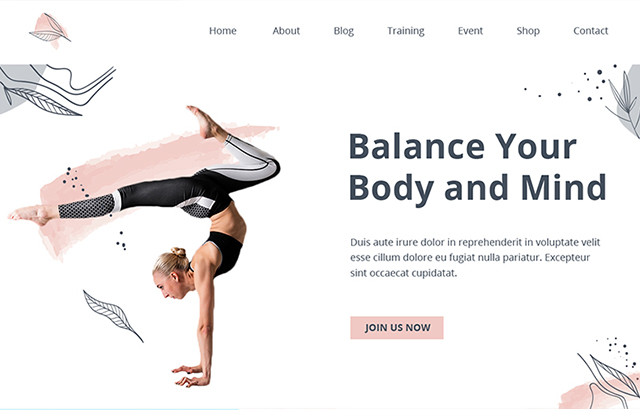 Home About Blog Training Event Shop Contact
Balance Your
Body and Mind
Duis aute irure dolor in reprehenderit in voluptate velit
esse cillum dolore eu fugiat nulla pariatur. Excepteur
sint occaecat cupidatat.
JOIN US NOW